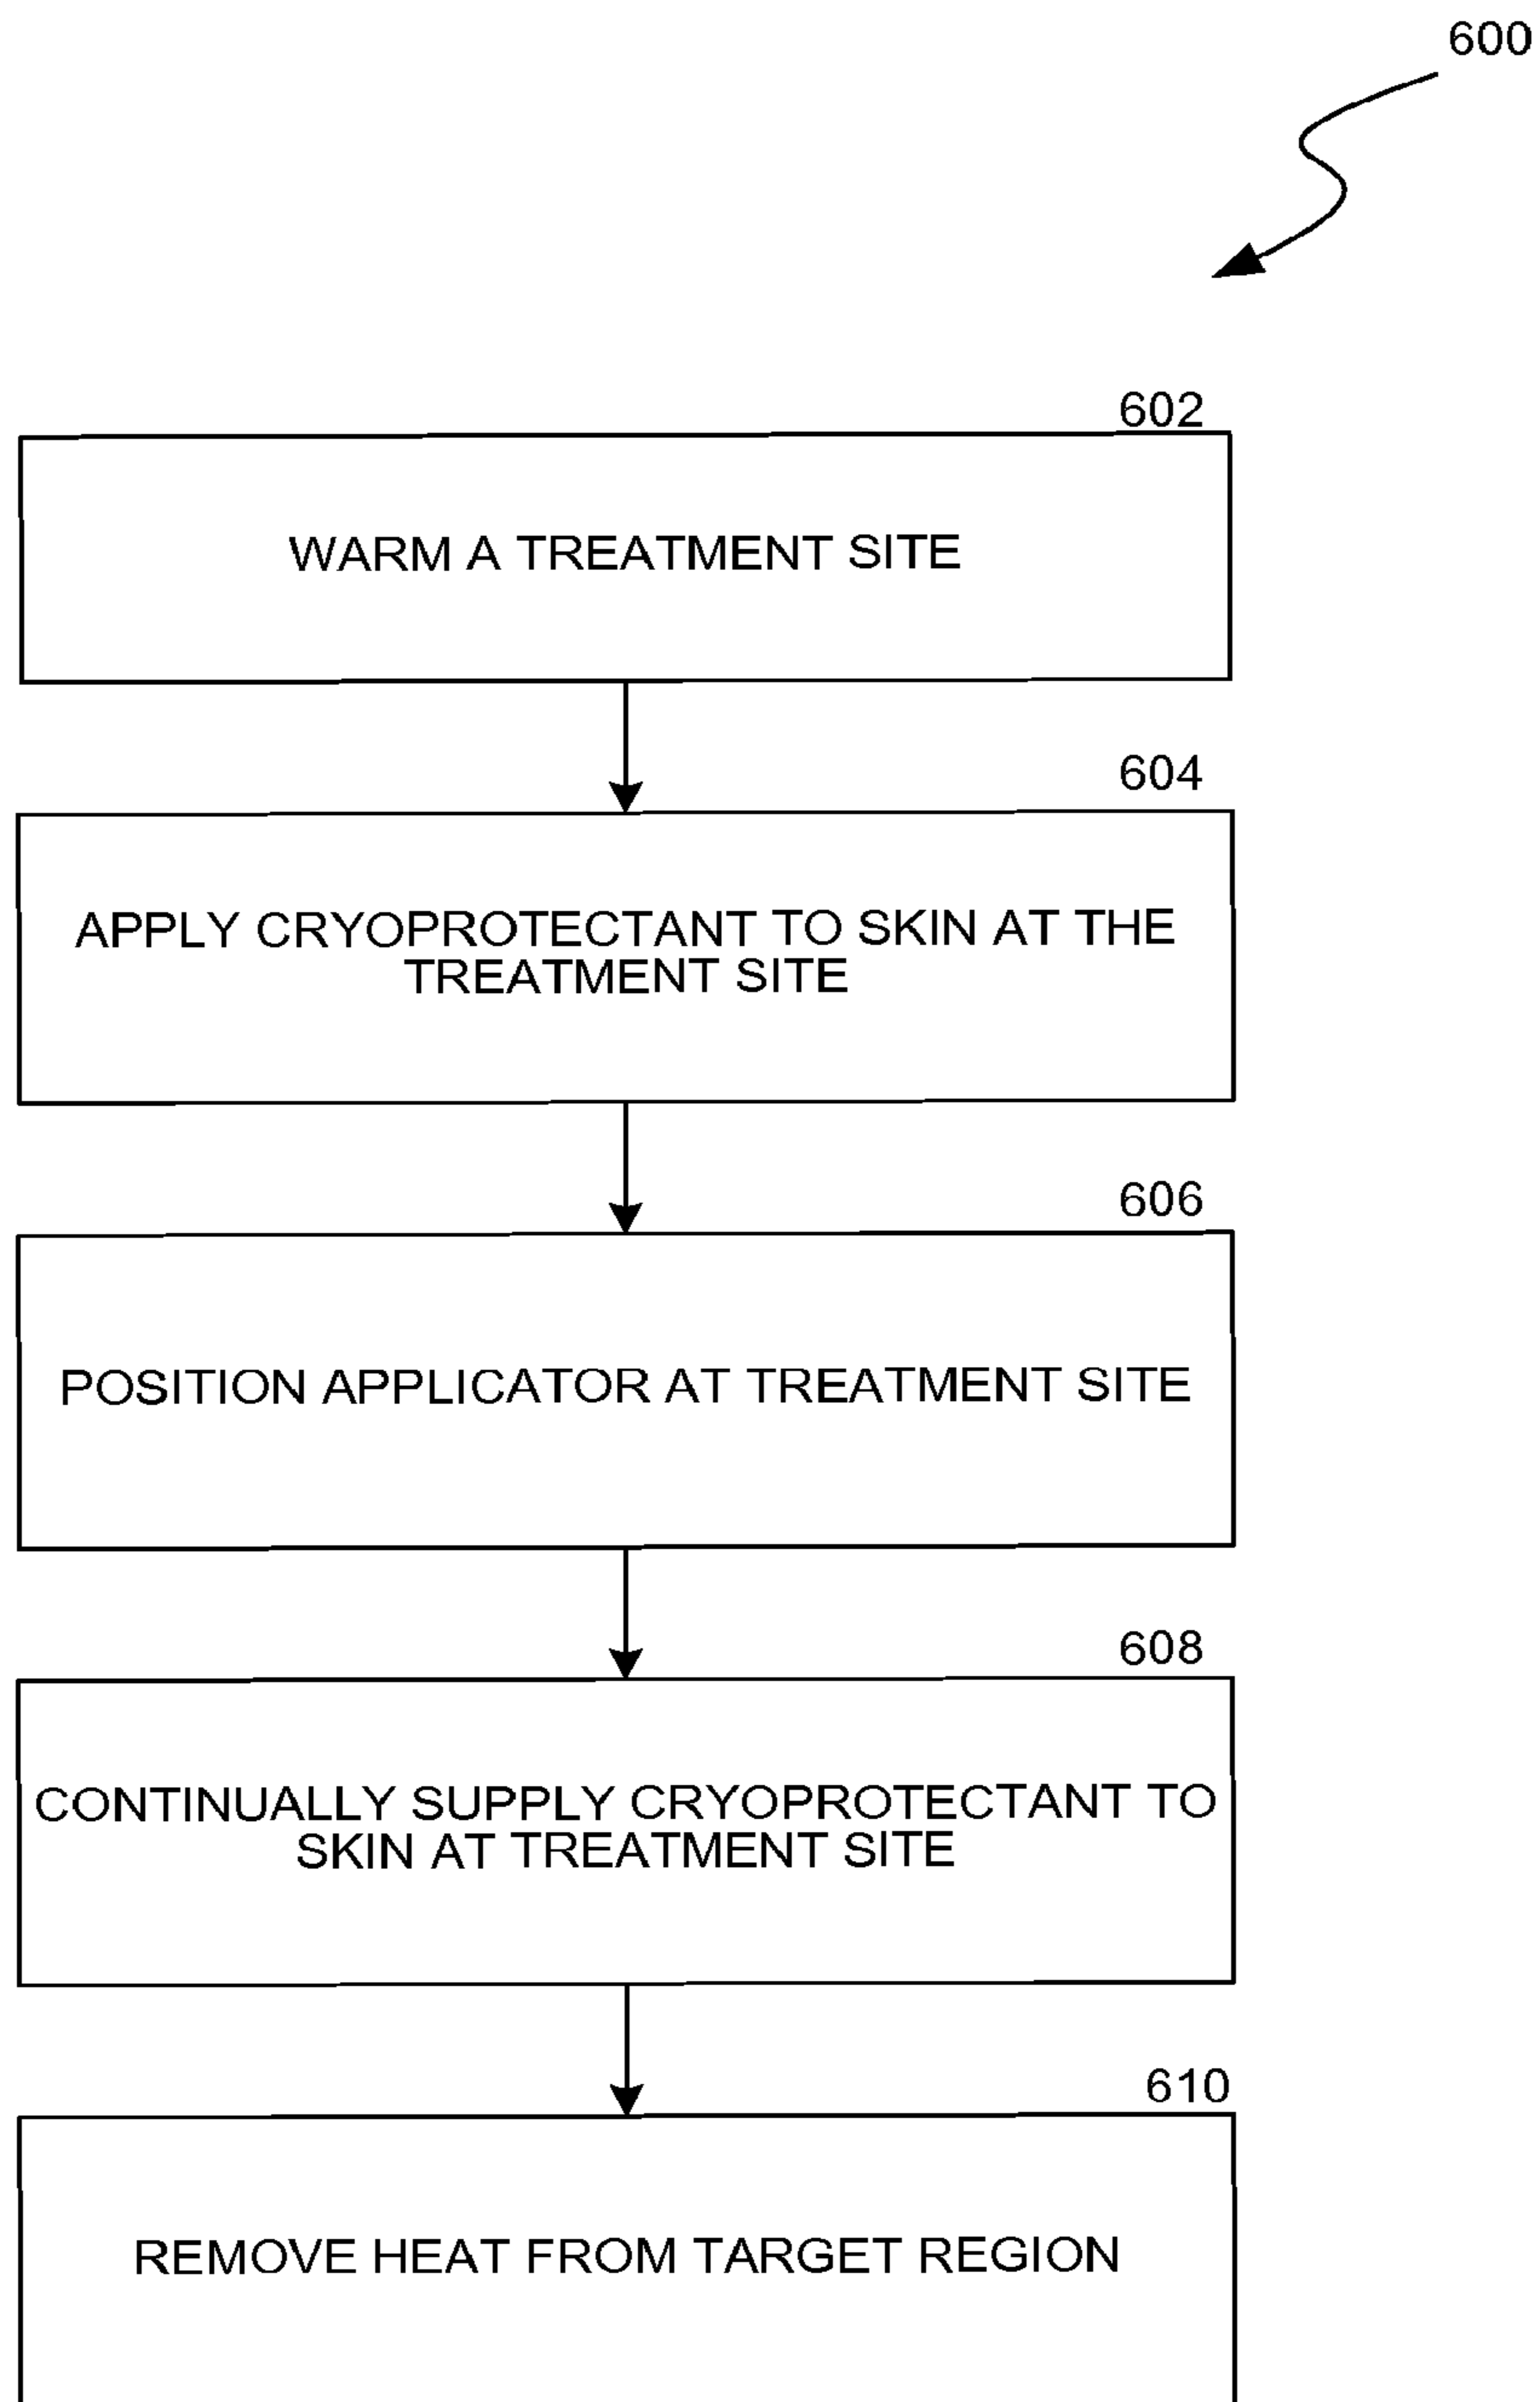 600
602
WARM A TREATMENT SITE
604
APPLY CRYOPROTECTANT TO SKIN AT THE
TREATMENT SITE
606
POSITION APPLICATOR AT TREATMENT SITE
608
CONTINUALLY SUPPLY CRYOPROTECTANT TO
SKIN AT TREATMENT SITE
610
REMOVE HEAT FROM TARGET REGION